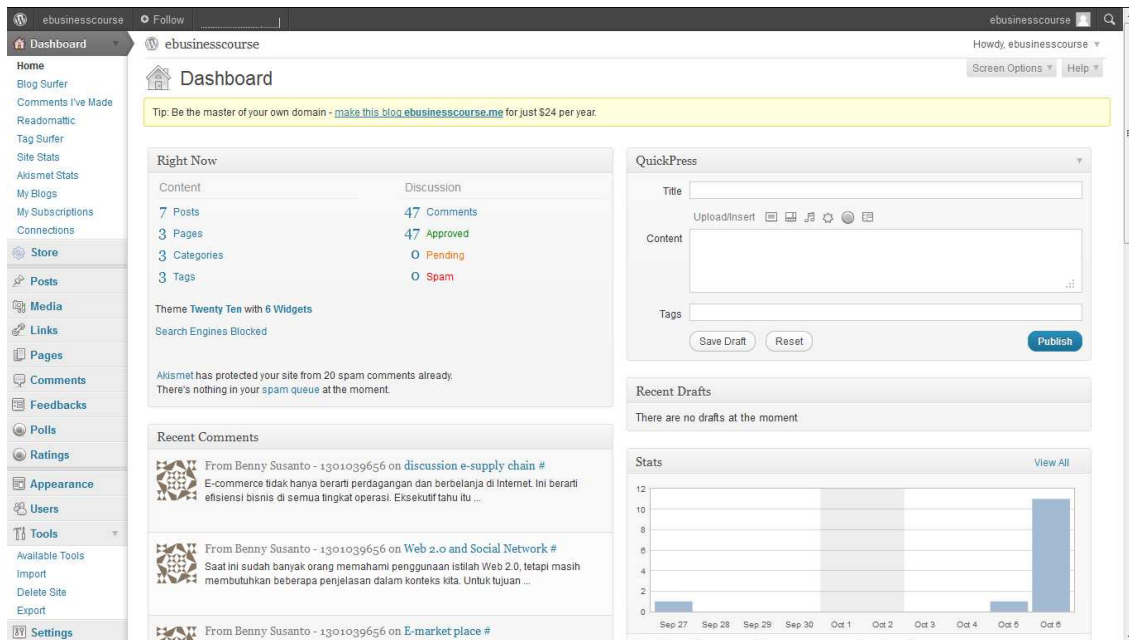 ebusinesscourse Follow ebusinesscourse
Dashboard
Home
Blog Surfer
Comments I've Made
Readomattic
Tag Surfer
Site Stats
Akismet Stats
My Blogs
My Subscriptions
Connections
Store
Posts
Media
Links
Pages
Comments
Feedbacks
Polls
Ratings
Appearance
Users
Tools
Available Tools
Import
Delete Site
Export
Settings
ebusinesscourse
Howdy, ebusinesscourse
Dashboard
Screen Options Help
Tip: Be the master of your own domain - make this blog ebusinesscourse.me for just $24 per year.
Right Now
Content Discussion
7 Posts 47 Comments
3 Pages 47 Approved
3 Categories 0 Pending
3 Tags 0 Spam
Theme Twenty Ten with 6 Widgets
Search Engines Blocked
Akismet has protected your site from 20 spam comments already.
There's nothing in your spam queue at the moment.
Recent Comments
From Benny Susanto - 1301039656 on discussion e-supply chain #
E-commerce tidak hanya berarti perdagangan dan berbelanja di Internet. Ini berarti
efisiensi bisnis di semua tingkat operasi. Eksekutif tahu itu ...
From Benny Susanto - 1301039656 on Web 2.0 and Social Network #
Saat ini sudah banyak orang memahami penggunaan istilah Web 2.0, tetapi masih
membutuhkan beberapa penjelasan dalam konteks kita. Untuk tujuan ...
From Benny Susanto - 1301039656 on E-market place #
QuickPress
Title
Upload/Insert
Content
Tags
Save Draft Reset Publish
Recent Drafts
There are no drafts at the moment
Stats View All
12
10
8
6
4
2
0
Sep 27 Sep 28 Sep 29 Sep 30 Oct 1 Oct 2 Oct 3 Oct 4 Oct 5 Oct 6